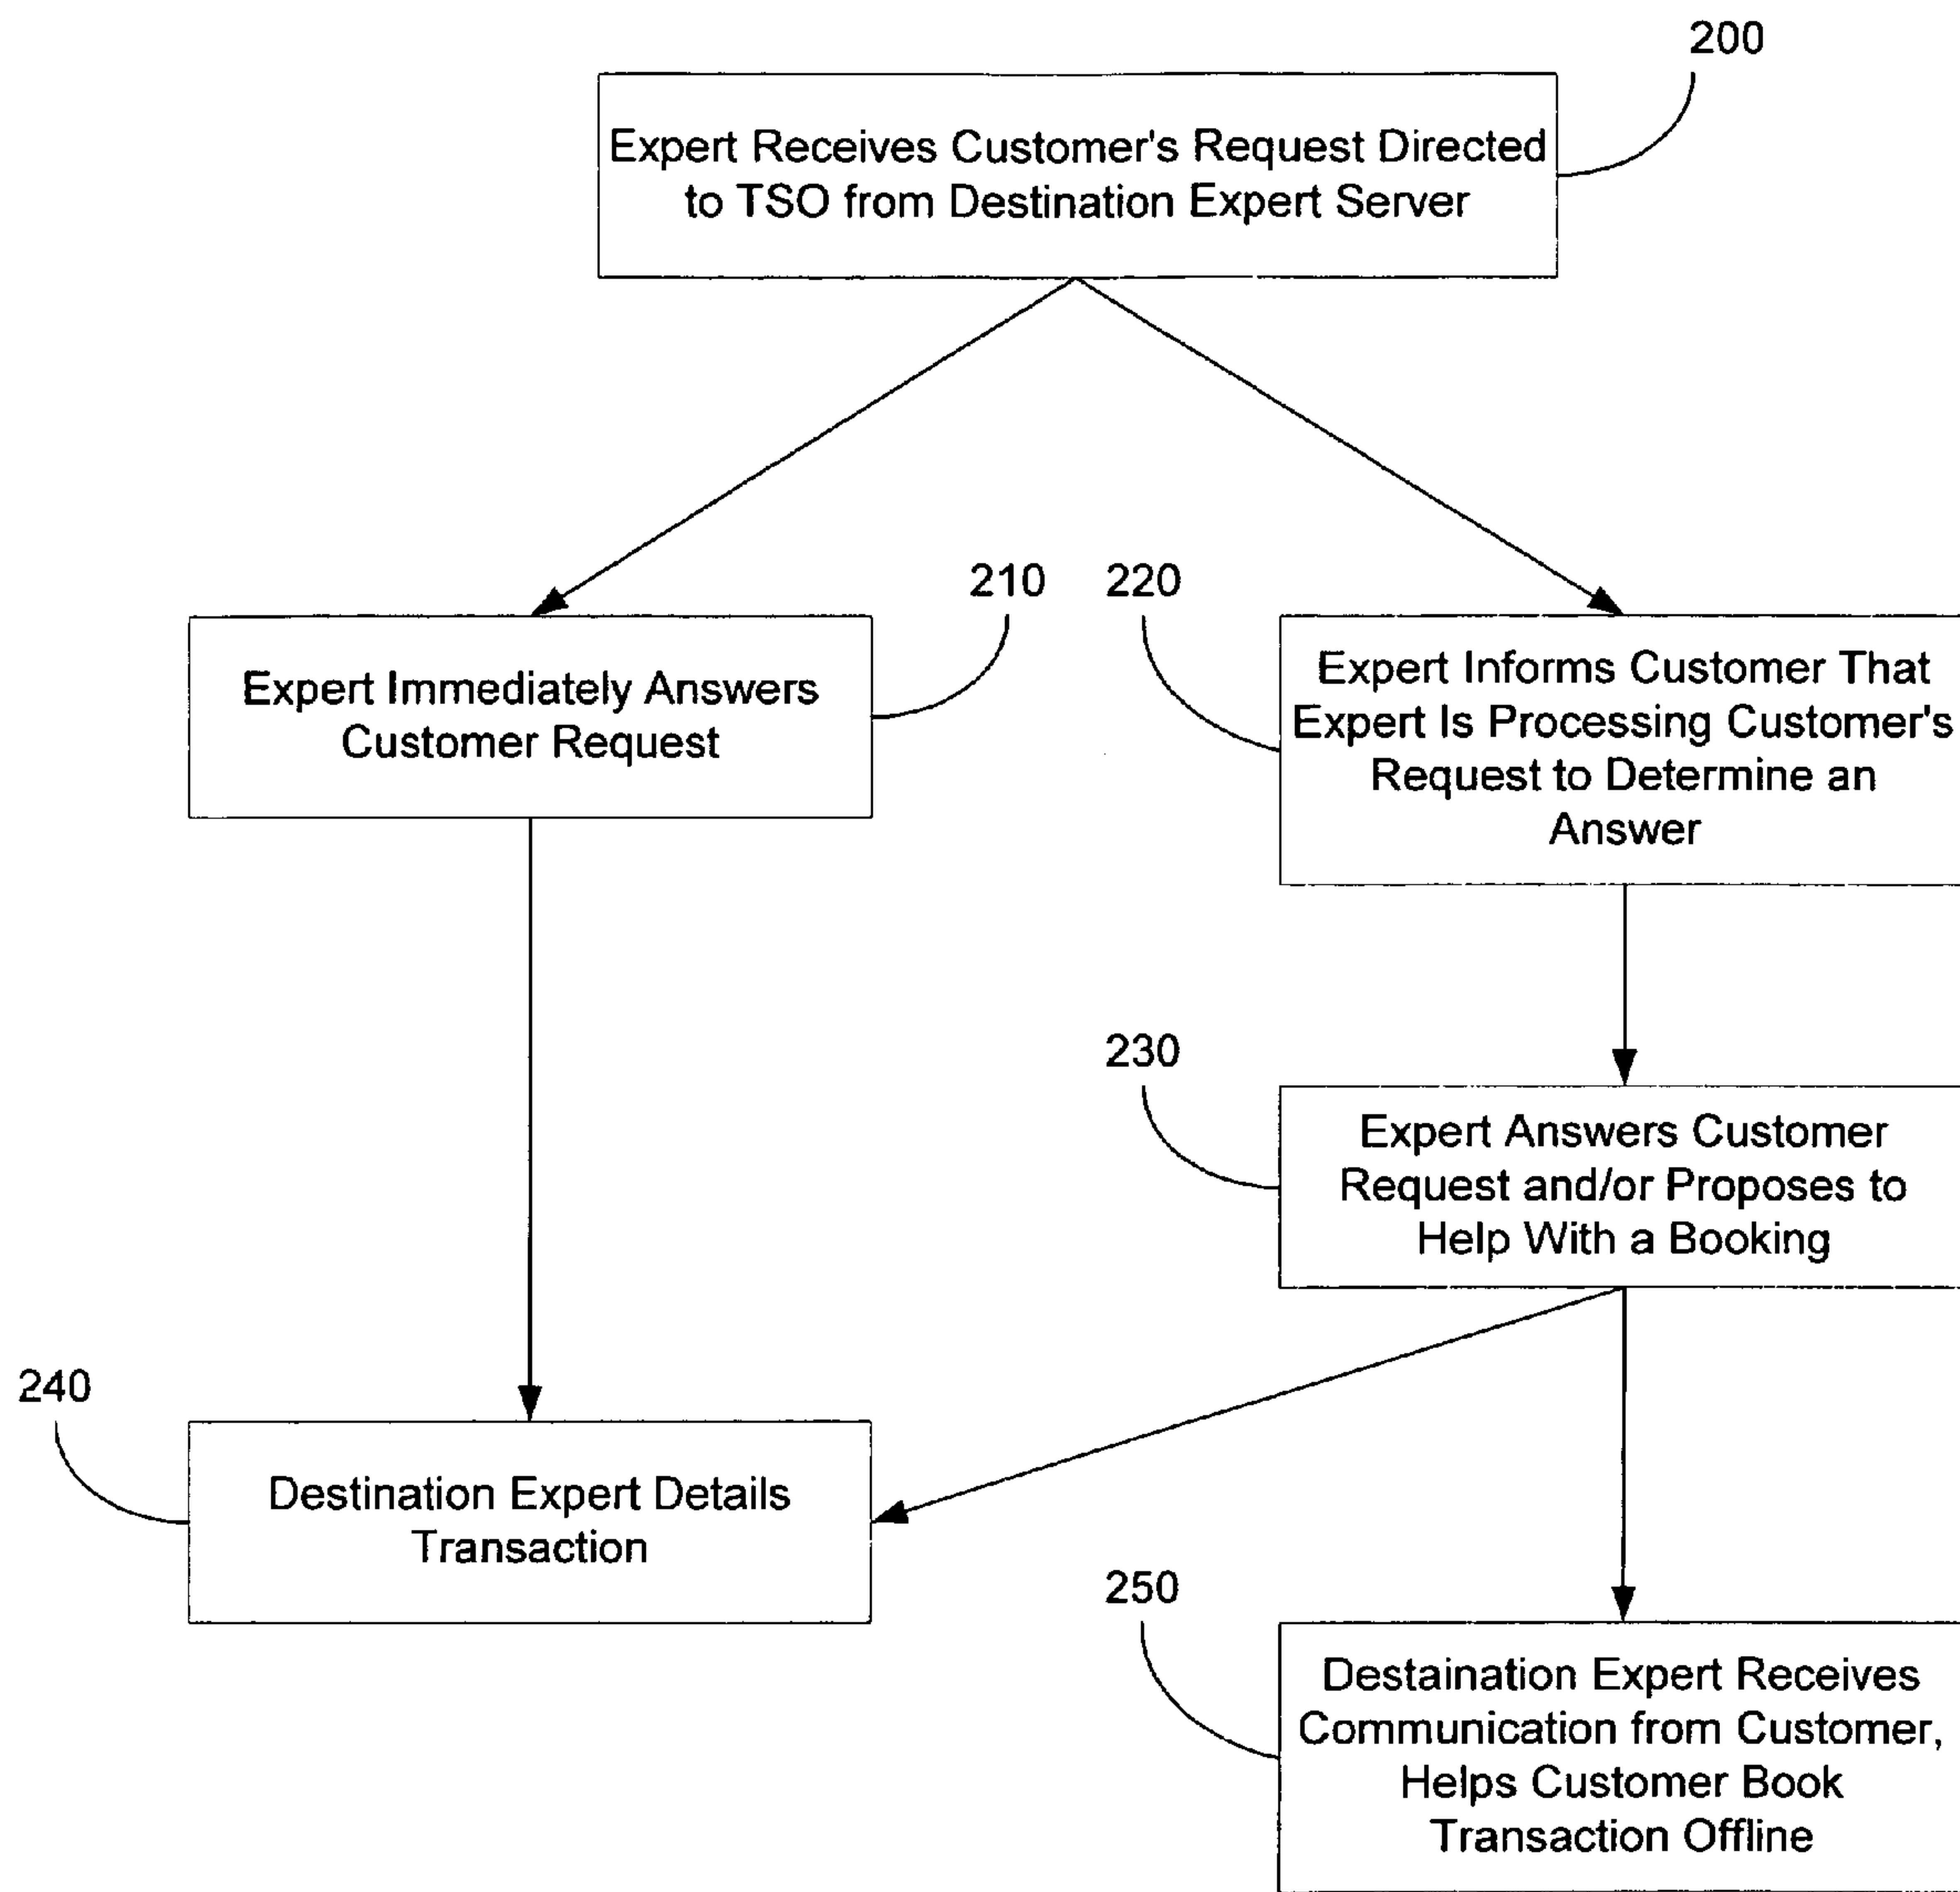 200
Expert Receives Customer's Request Directed
to TSO from Destination Expert Server
210
220
Expert Immediately Answers
Customer Request
Expert Informs Customer That
Expert Is Processing Customer's
Request to Determine an
Answer
230
Expert Answers Customer
Request and/or Proposes to
Help With a Booking
240
Destination Expert Details
Transaction
250
Destaination Expert Receives
Communication from Customer,
Helps Customer Book
Transaction Offline